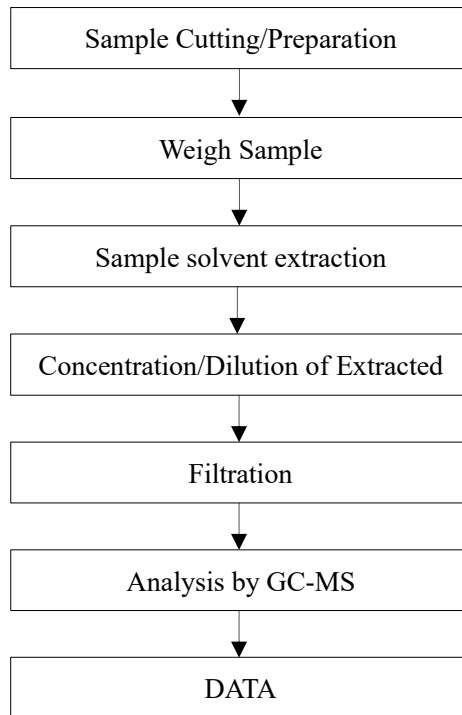 Sample Cutting/Preparation
Weigh Sample
Sample solvent extraction
Concentration/Dilution of Extracted
Filtration
Analysis by GC-MS
DATA